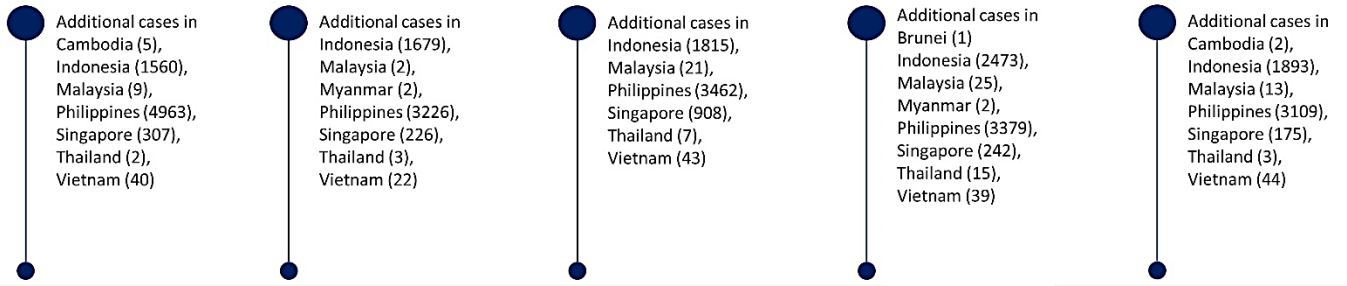 Additional cases in
Cambodia (5),
Indonesia (1560),
Malaysia (9),
Philippines (4963),
Singapore (307),
Thailand (2),
Vietnam (40)
Additional cases in
Indonesia (1679),
Malaysia (2),
Myanmar (2),
Philippines (3226),
Singapore (226),
Thailand (3),
Vietnam (22)
Additional cases in
Indonesia (1815),
Malaysia (21),
Philippines (3462),
Singapore (908),
Thailand (7),
Vietnam (43)
Additional cases in
Brunei (1)
Indonesia (2473),
Malaysia (25),
Myanmar (2),
Philippines (3379),
Singapore (242),
Thailand (15),
Vietnam (39)
Additional cases in
Cambodia (2),
Indonesia (1893),
Malaysia (13),
Philippines (3109),
Singapore (175),
Thailand (3),
Vietnam (44)